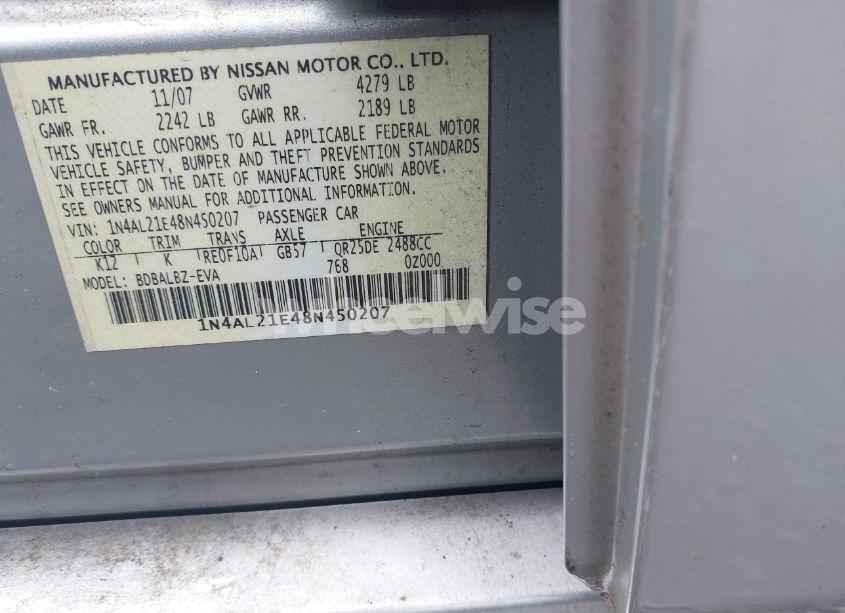 MANUFACTURED BY NISSAN MOTOR CO., LTD.
DATE 11/07 GVWR 4279 LB
GAWR FR. 2242 LB GAWR RR. 2189 LB
THIS VEHICLE CONFORMS TO ALL APPLICABLE FEDERAL MOTOR
VEHICLE SAFETY, BUMPER AND THEFT PREVENTION STANDARDS
IN EFFECT ON THE DATE OF MANUFACTURE SHOWN ABOVE.
SEE OWNERS MANUAL FOR ADDITIONAL INFORMATION.
VIN: 1N4AL21E48N450207 PASSENGER CAR
COLOR TRIM TRANS AXLE ENGINE
K12 K RE0F10A GB57 QR25DE 2488CC
MODEL: BDBALBZ-EVA 768 0Z000
1N4AL21E48N450207
wheelwise